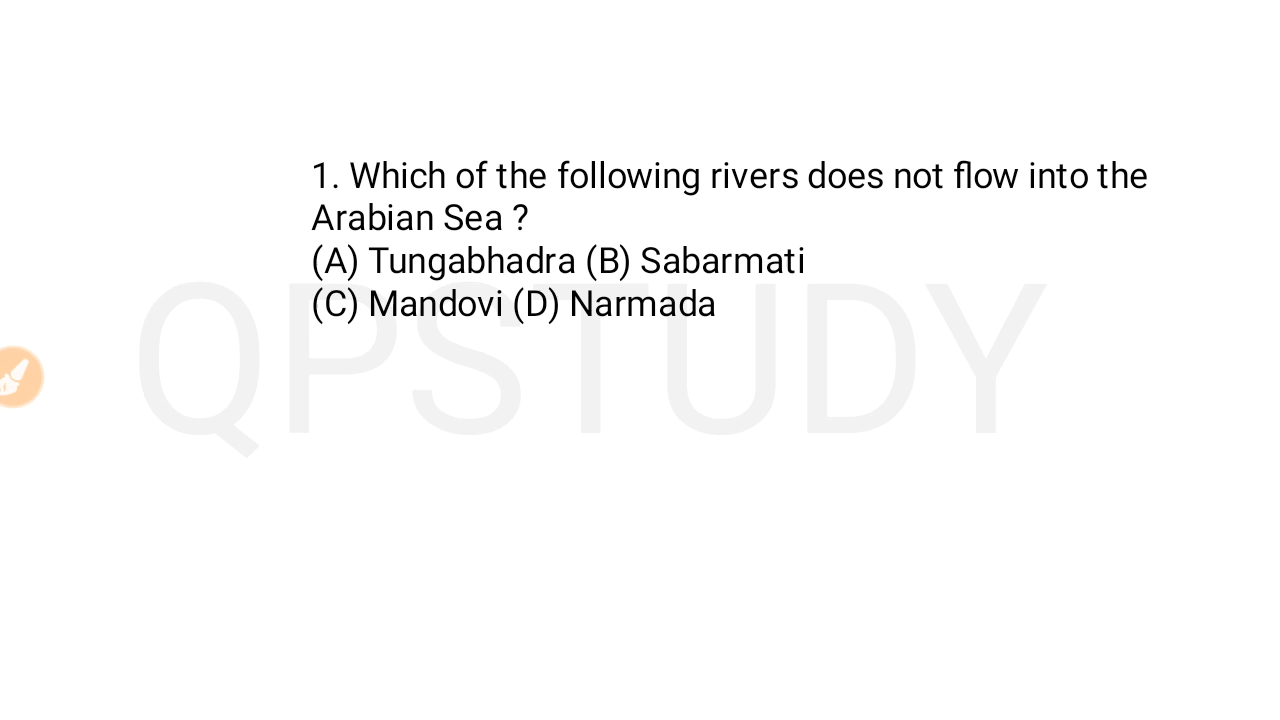 1. Which of the following rivers does not flow into the
Arabian Sea ?
(A) Tungabhadra (B) Sabarmati
(C) Mandovi (D) Narmada
QPSTUDY